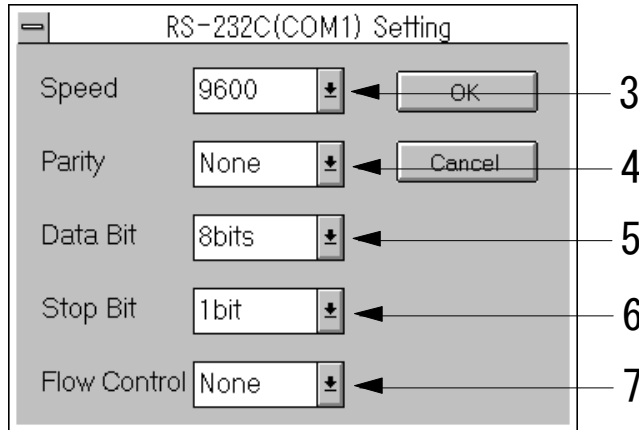 RS-232C(COM1) Setting
Speed 9600 OK 3
Parity None Cancel 4
Data Bit 8bits 5
Stop Bit 1bit 6
Flow Control None 7